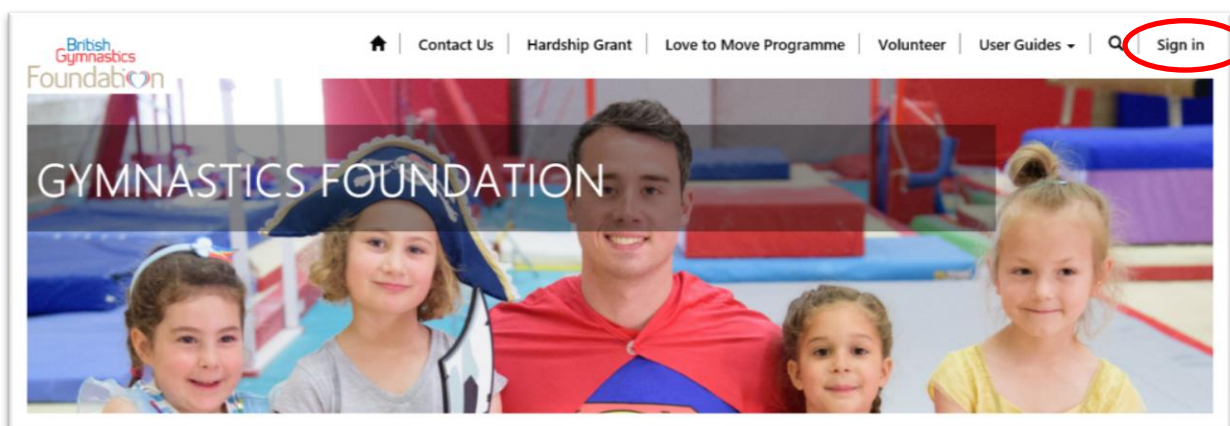 British
Gymnastics
Foundation
Contact Us | Hardship Grant | Love to Move Programme | Volunteer | User Guides | Sign in
GYMNASTICS FOUNDATION